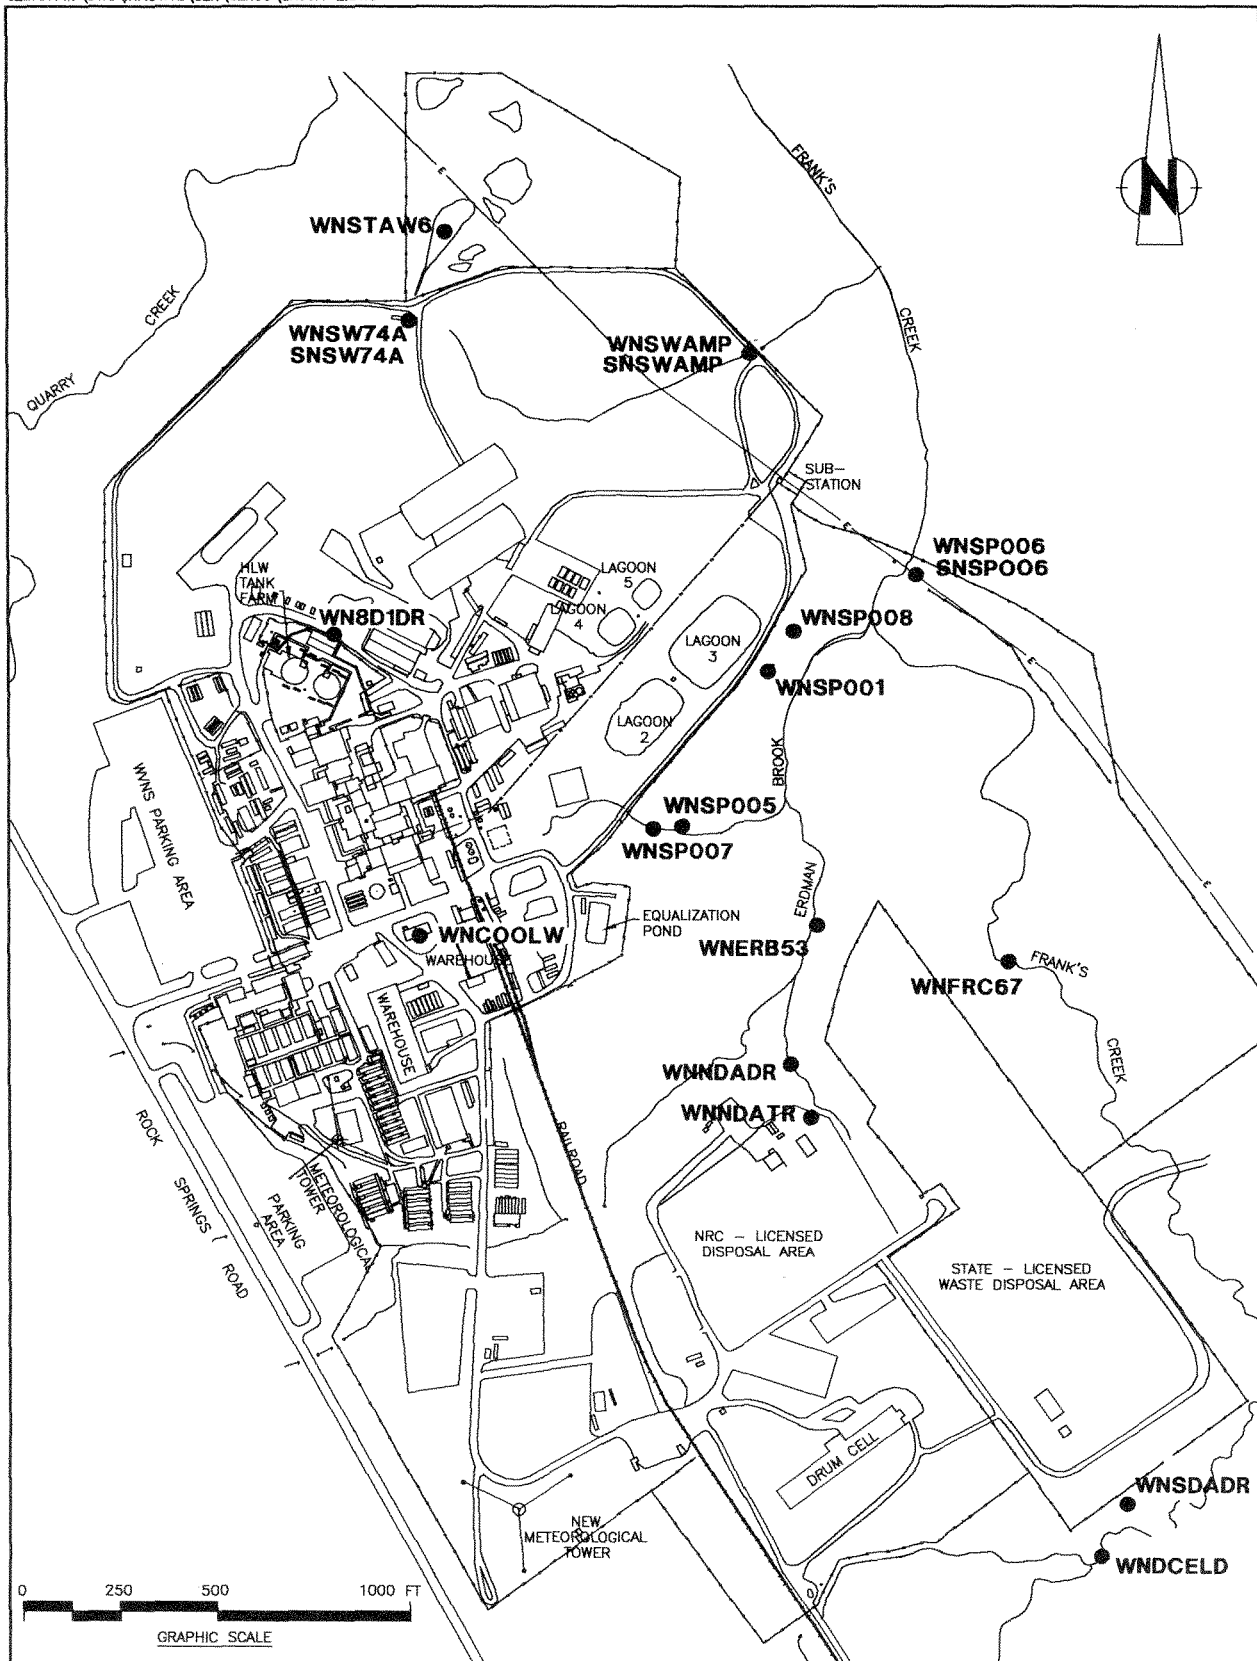 N
FRANK'S
CREEK
WNSTAW6
QUARRY
CREEK
WNSW74A
SNSW74A
WNSWAMP
SNSWAMP
SUB-
STATION
WNSP006
SNSP006
HLW
TANK
FARM
WN8D1DR
LAGOON
5
LAGOON
4
LAGOON
3
LAGOON
2
WNSP008
WNSP001
BROOK
ERDMAN
WVNS PARKING AREA
WNSP005
WNSP007
EQUALIZATION
POND
WNCOOLW
WAREHOUSE
WAREHOUSE
WNERB53
WNFRC67
FRANK'S
CREEK
WNNDADR
WNNDATR
ROCK
SPRINGS
ROAD
PARKING
AREA
METEOROLOGICAL
TOWER
RAILROAD
NRC - LICENSED
DISPOSAL AREA
STATE - LICENSED
WASTE DISPOSAL AREA
DRUM CELL
NEW
METEOROLOGICAL
TOWER
WNSDADR
WNDCELD
0 250 500 1000 FT
GRAPHIC SCALE
E
E
E
E